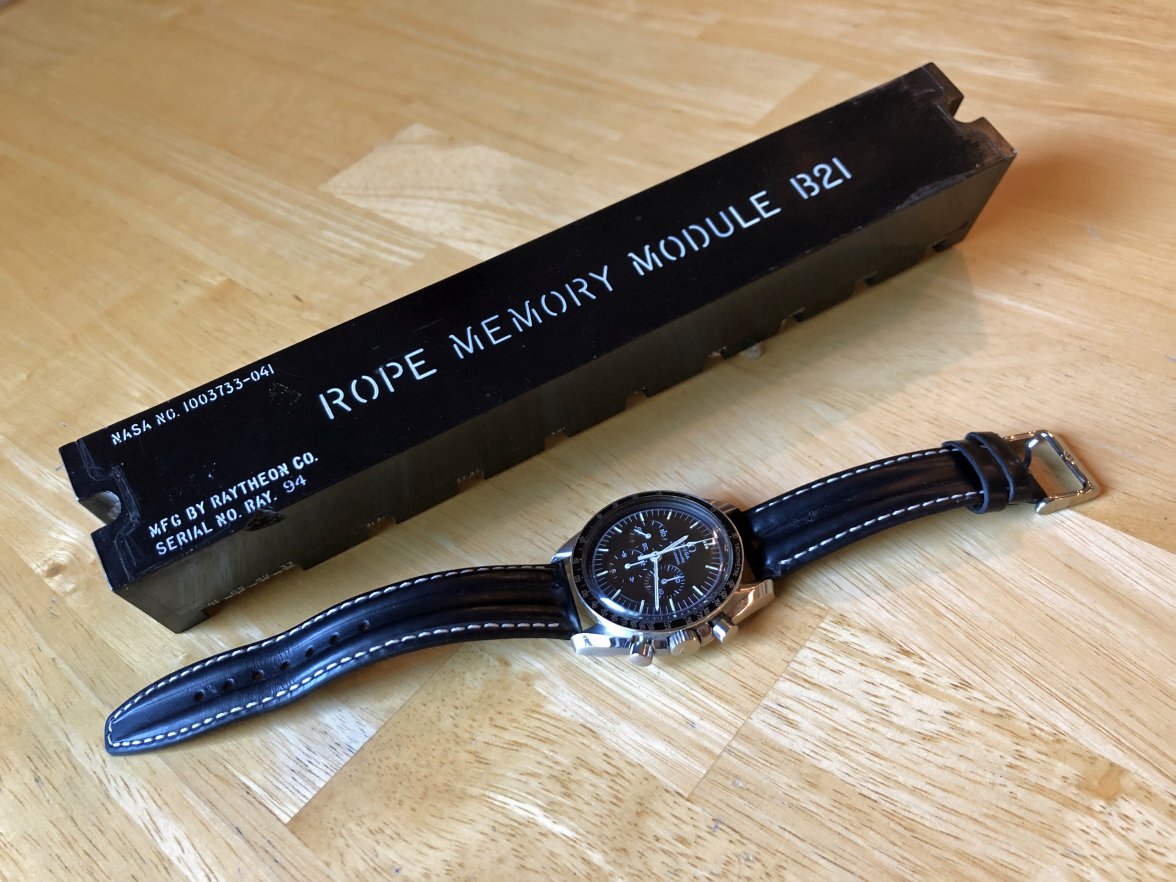 NASA NO. 1003733-041
ROPE MEMORY MODULE B21
MFG BY RAYTHEON CO.
SERIAL NO. RAY. 94